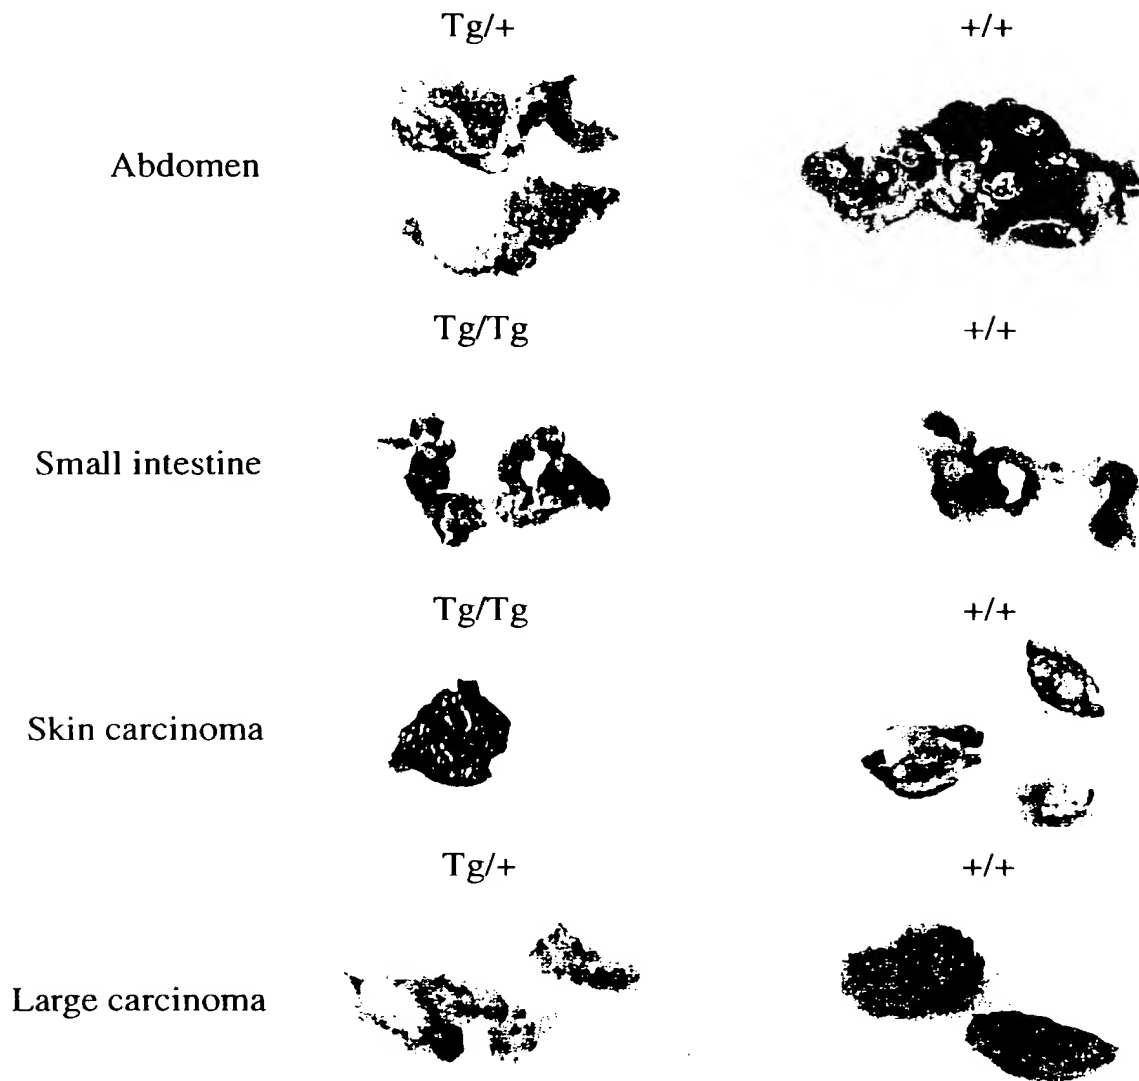 Tg/+ +/+
Abdomen
Tg/Tg +/+
Small intestine
Tg/Tg +/+
Skin carcinoma
Tg/+ +/+
Large carcinoma